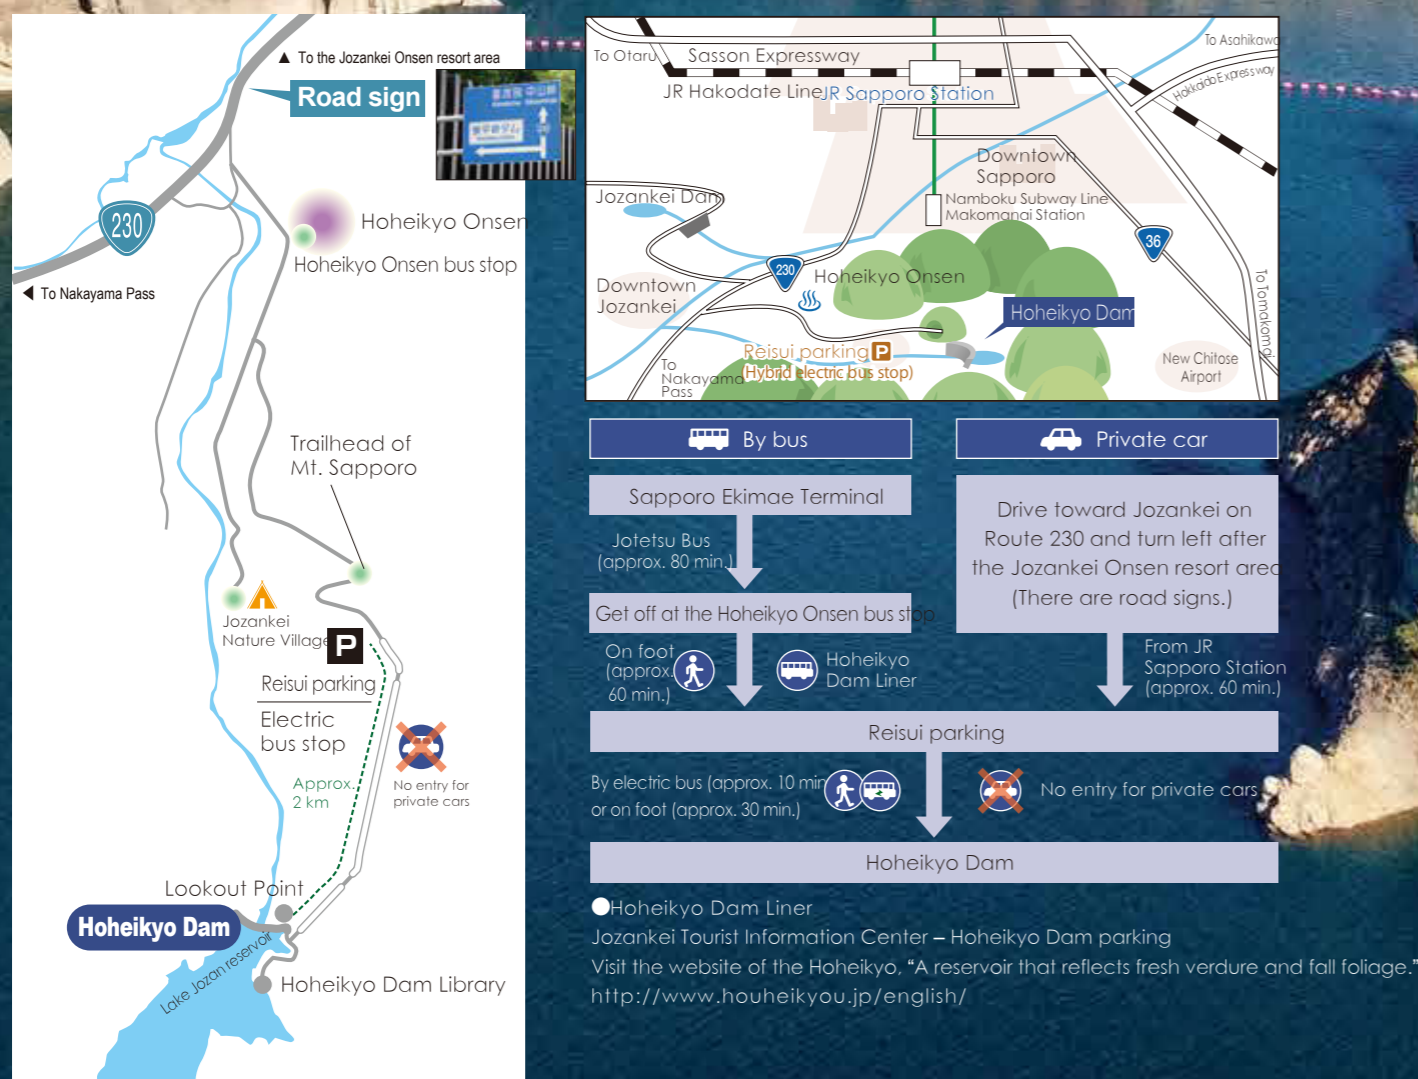 ▲ To the Jozankei Onsen resort area
Road sign
230
Hoheikyo Onsen
Hoheikyo Onsen bus stop
◀ To Nakayama Pass
Trailhead of
Mt. Sapporo
Jozankei
Nature Village
P
Reisui parking
Electric
bus stop
Approx.
2 km
No entry for
private cars
Lookout Point
Hoheikyo Dam
Lake Jozan reservoir
Hoheikyo Dam Library
To Otaru
Sasson Expressway
To Asahikawa
Hokkaido Expressway
JR Hakodate Line
JR Sapporo Station
Downtown
Sapporo
Jozankei Dam
Namboku Subway Line
Makomanai Station
36
230
Hoheikyo Onsen
Downtown
Jozankei
Hoheikyo Dam
To Tomakomai
Reisui parking P
(Hybrid electric bus stop)
To
Nakayama
Pass
New Chitose
Airport
By bus
Sapporo Ekimae Terminal
Jotetsu Bus
(approx. 80 min.)
Get off at the Hoheikyo Onsen bus stop
On foot
(approx.
60 min.)
Hoheikyo
Dam Liner
Private car
Drive toward Jozankei on
Route 230 and turn left after
the Jozankei Onsen resort area
(There are road signs.)
From JR
Sapporo Station
(approx. 60 min.)
Reisui parking
By electric bus (approx. 10 min
or on foot (approx. 30 min.)
No entry for private cars
Hoheikyo Dam
●Hoheikyo Dam Liner
Jozankei Tourist Information Center – Hoheikyo Dam parking
Visit the website of the Hoheikyo, “A reservoir that reflects fresh verdure and fall foliage.”
http://www.houheikyou.jp/english/